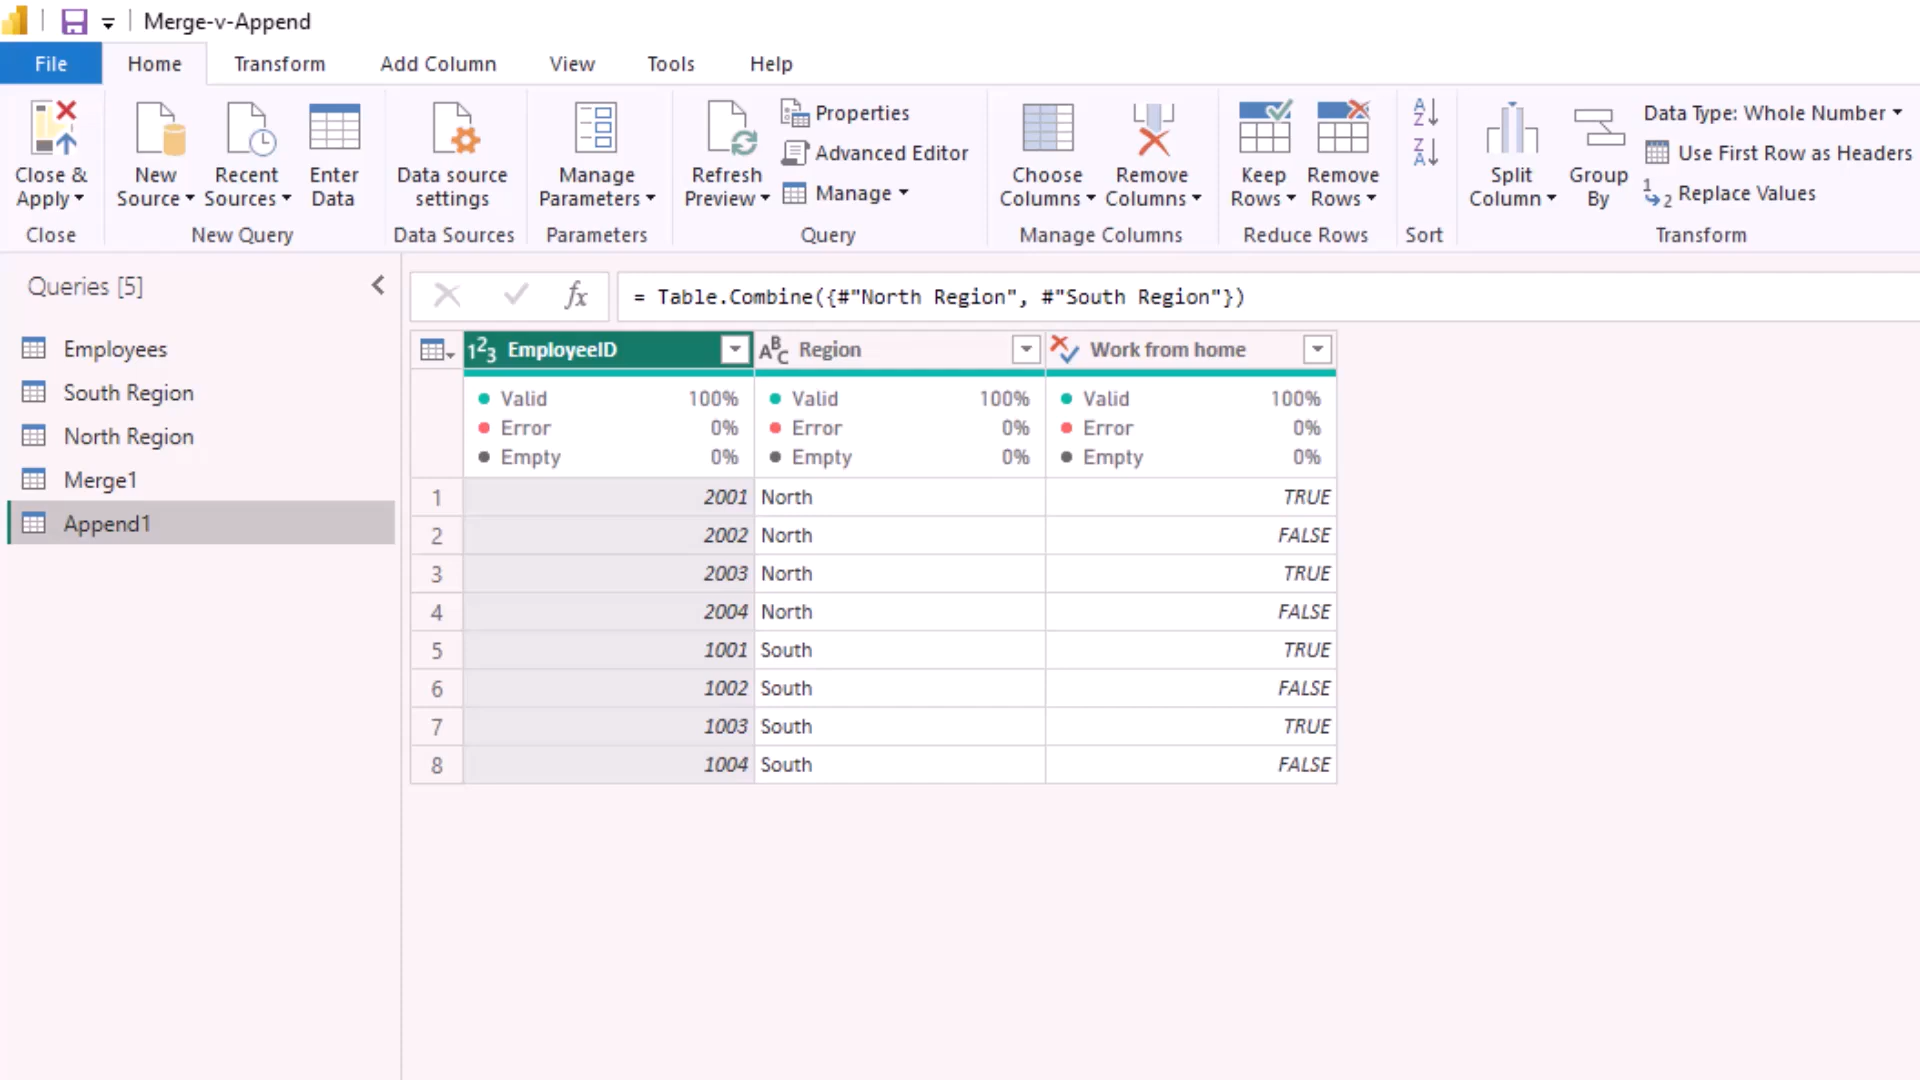 Merge-v-Append
File Home Transform Add Column View Tools Help
Close & Apply
New Source
Recent Sources
Enter Data
Data source settings
Manage Parameters
Refresh Preview
Properties
Advanced Editor
Manage
Choose Columns
Remove Columns
Keep Rows
Remove Rows
Split Column
Group By
Data Type: Whole Number
Use First Row as Headers
Replace Values
Close New Query Data Sources Parameters Query Manage Columns Reduce Rows Sort Transform
Queries [5]
Employees
South Region
North Region
Merge1
Append1
fx = Table.Combine({#"North Region", #"South Region"})
123 EmployeeID ABC Region Work from home
Valid 100% Valid 100% Valid 100%
Error 0% Error 0% Error 0%
Empty 0% Empty 0% Empty 0%
1 2001 North TRUE
2 2002 North FALSE
3 2003 North TRUE
4 2004 North FALSE
5 1001 South TRUE
6 1002 South FALSE
7 1003 South TRUE
8 1004 South FALSE